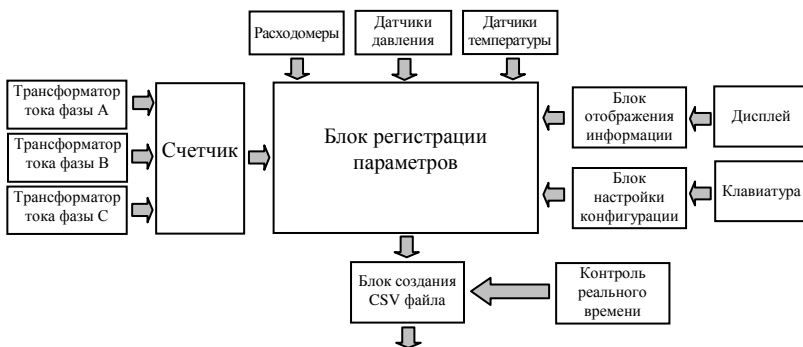 Расходомеры
Датчики
давления
Датчики
температуры
Трансформатор
тока фазы А
Трансформатор
тока фазы В
Трансформатор
тока фазы С
Счетчик
Блок регистрации
параметров
Блок
отображения
информации
Дисплей
Блок
настройки
конфигурации
Клавиатура
Блок создания
CSV файла
Контроль
реального
времени